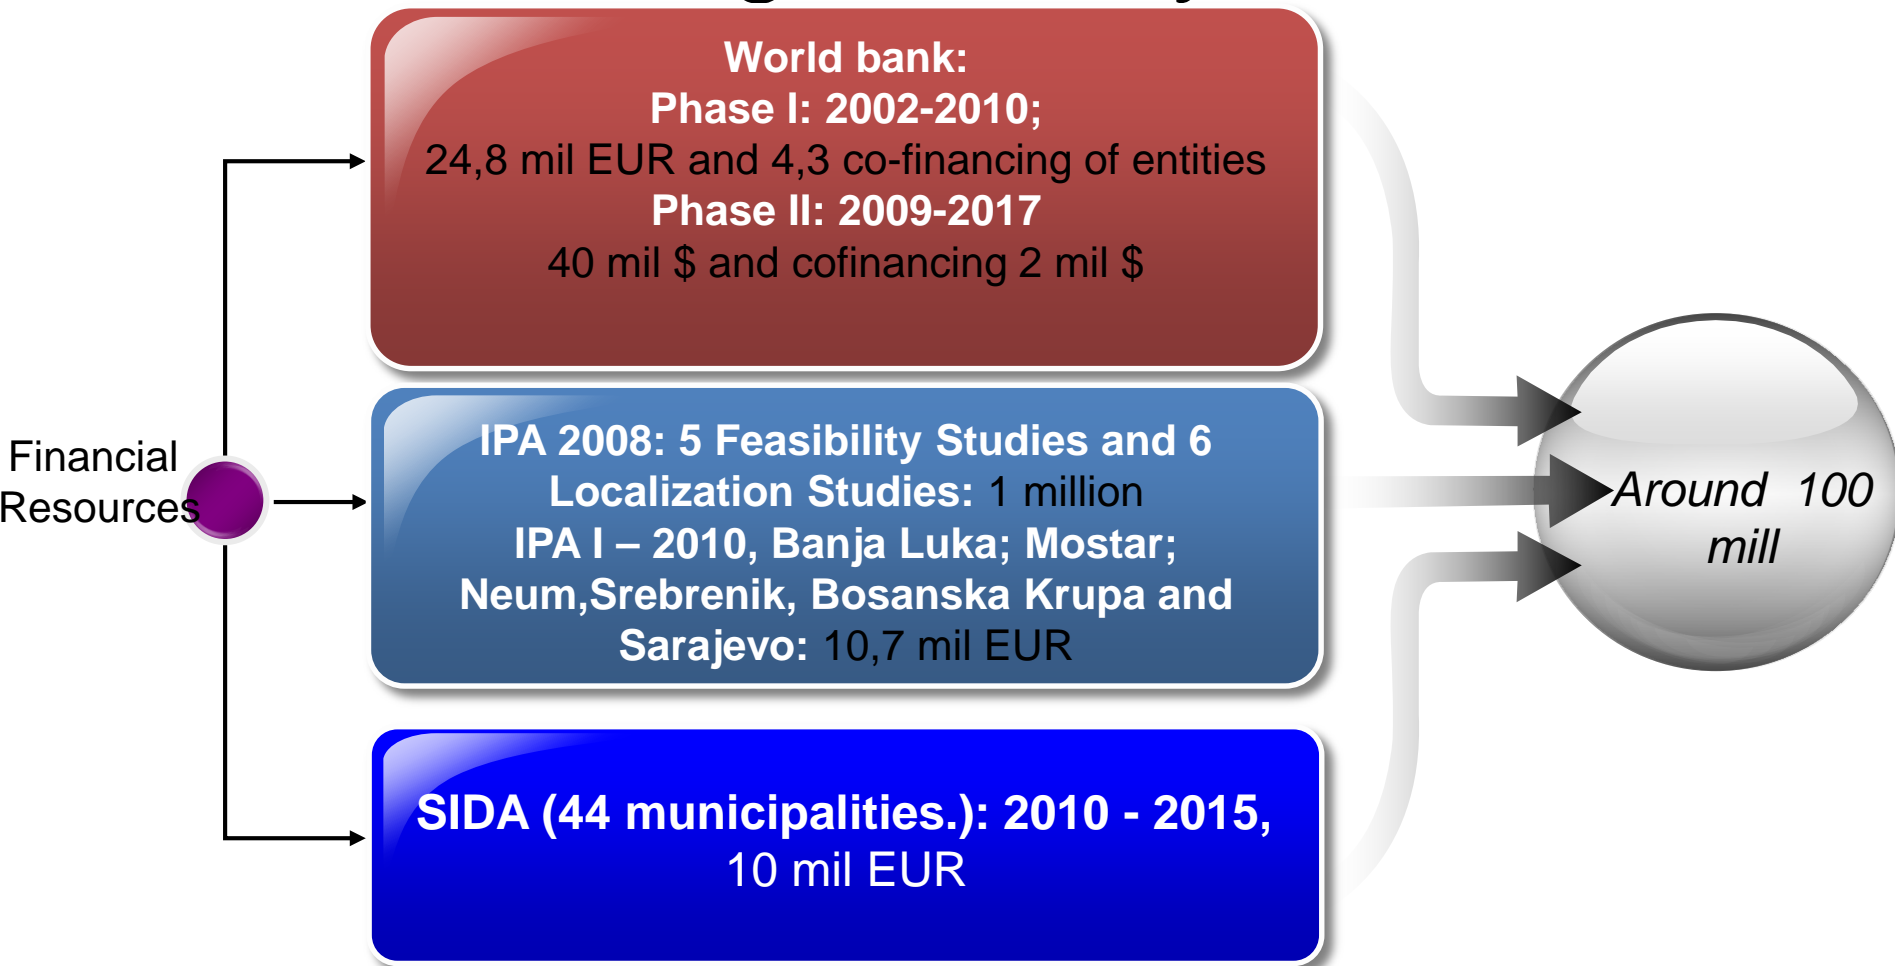 World bank:
Phase I: 2002-2010;
24,8 mil EUR and 4,3 co-financing of entities
Phase II: 2009-2017
40 mil $ and cofinancing 2 mil $
Financial
Resources
IPA 2008: 5 Feasibility Studies and 6
Localization Studies: 1 million
IPA I – 2010, Banja Luka; Mostar;
Neum,Srebrenik, Bosanska Krupa and
Sarajevo: 10,7 mil EUR
SIDA (44 municipalities.): 2010 - 2015,
10 mil EUR
Around 100
mill